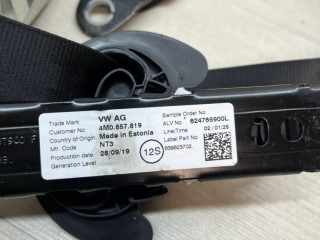 Trade Mark VW AG
Customer No 4M0.857.819
Country of Origin Made in Estonia
Mfr. Code NT3
Production date 28/09/19
Generation Level
12S
Sample Order No
ALV No 624765900L
Line/Time 02 / 01:26
Label Part No
609623702